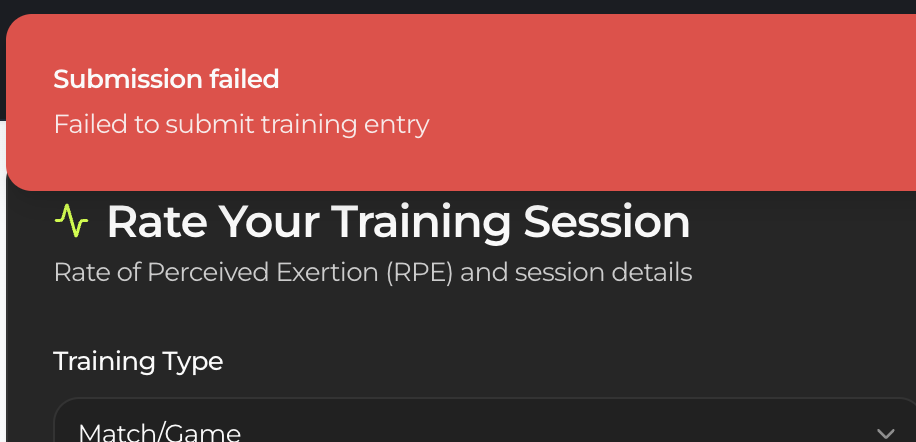 Submission failed
Failed to submit training entry
Rate Your Training Session
Rate of Perceived Exertion (RPE) and session details
Training Type
Match/Game